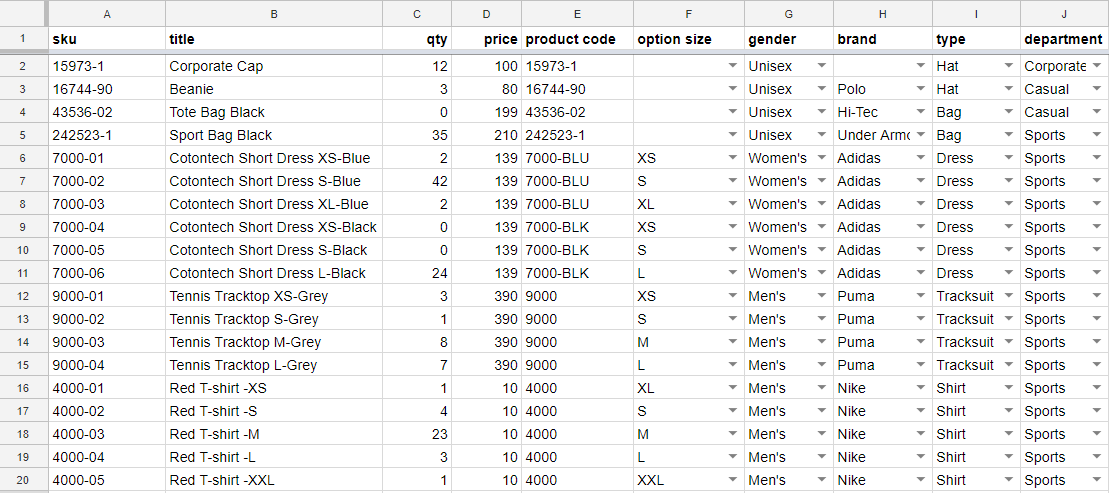 A B C D E F G H I J
1 sku title qty price product code option size gender brand type department
2 15973-1 Corporate Cap 12 100 15973-1 Unisex Hat Corporate
3 16744-90 Beanie 3 80 16744-90 Unisex Polo Hat Casual
4 43536-02 Tote Bag Black 0 199 43536-02 Unisex Hi-Tec Bag Casual
5 242523-1 Sport Bag Black 35 210 242523-1 Unisex Under Armo Bag Sports
6 7000-01 Cotontech Short Dress XS-Blue 2 139 7000-BLU XS Women's Adidas Dress Sports
7 7000-02 Cotontech Short Dress S-Blue 42 139 7000-BLU S Women's Adidas Dress Sports
8 7000-03 Cotontech Short Dress XL-Blue 2 139 7000-BLU XL Women's Adidas Dress Sports
9 7000-04 Cotontech Short Dress XS-Black 0 139 7000-BLK XS Women's Adidas Dress Sports
10 7000-05 Cotontech Short Dress S-Black 0 139 7000-BLK S Women's Adidas Dress Sports
11 7000-06 Cotontech Short Dress L-Black 24 139 7000-BLK L Women's Adidas Dress Sports
12 9000-01 Tennis Tracktop XS-Grey 3 390 9000 XS Men's Puma Tracksuit Sports
13 9000-02 Tennis Tracktop S-Grey 1 390 9000 S Men's Puma Tracksuit Sports
14 9000-03 Tennis Tracktop M-Grey 8 390 9000 M Men's Puma Tracksuit Sports
15 9000-04 Tennis Tracktop L-Grey 7 390 9000 L Men's Puma Tracksuit Sports
16 4000-01 Red T-shirt -XS 1 10 4000 XL Men's Nike Shirt Sports
17 4000-02 Red T-shirt -S 4 10 4000 S Men's Nike Shirt Sports
18 4000-03 Red T-shirt -M 23 10 4000 M Men's Nike Shirt Sports
19 4000-04 Red T-shirt -L 3 10 4000 L Men's Nike Shirt Sports
20 4000-05 Red T-shirt -XXL 1 10 4000 XXL Men's Nike Shirt Sports